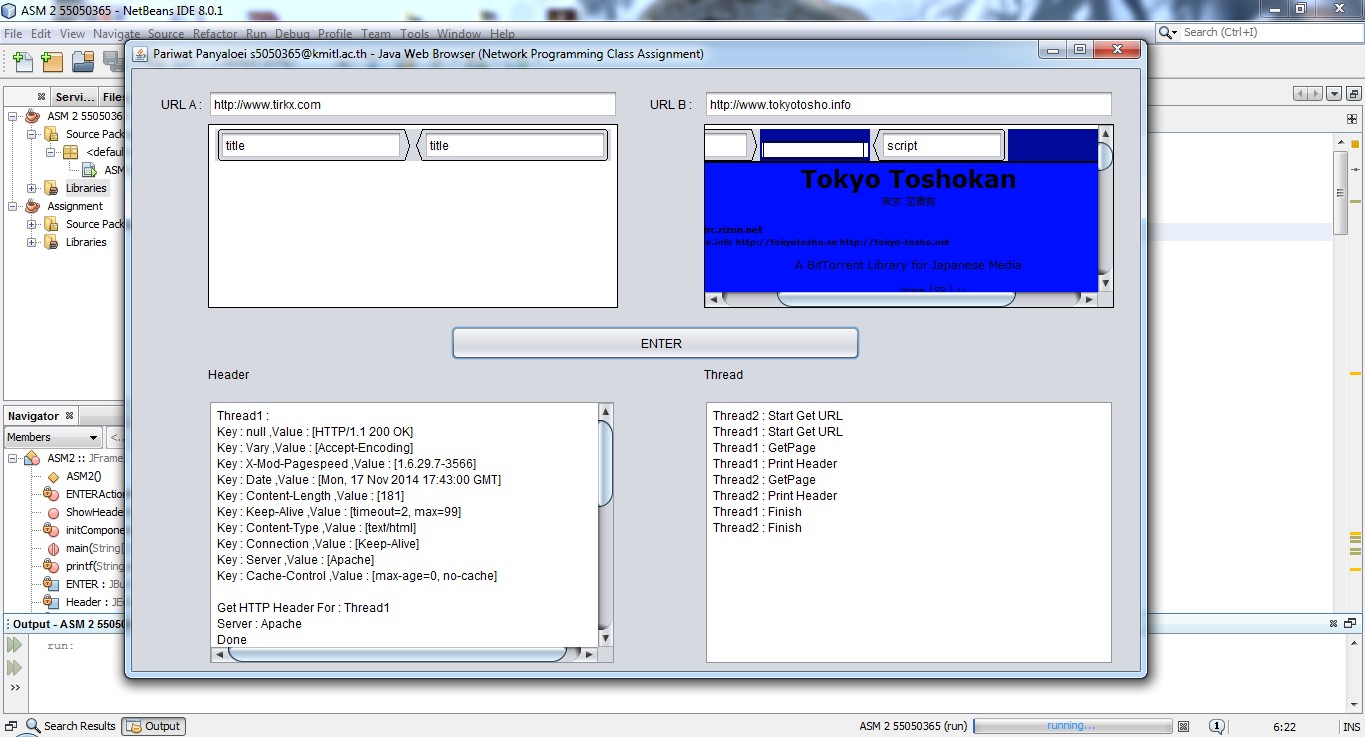 ASM 2 55050365 - NetBeans IDE 8.0.1
File Edit View Navigate Source Refactor Run Debug Profile Team Tools Window Help
Search (Ctrl+I)
Pariwat Panyaloei s5050365@kmitl.ac.th - Java Web Browser (Network Programming Class Assignment)
Servi... Files
ASM 2 5505036
Source Pack
<defau
ASM
Libraries
Assignment
Source Pack
Libraries
URL A : http://www.tirkx.com
URL B : http://www.tokyotosho.info
title title
script
Tokyo Toshokan
東京 図書館
irc.rizon.net
o.info http://tokyotosho.se http://tokyo-tosho.net
A BitTorrent Library for Japanese Media
ENTER
Header
Thread
Thread1 :
Key : null ,Value : [HTTP/1.1 200 OK]
Key : Vary ,Value : [Accept-Encoding]
Key : X-Mod-Pagespeed ,Value : [1.6.29.7-3566]
Key : Date ,Value : [Mon, 17 Nov 2014 17:43:00 GMT]
Key : Content-Length ,Value : [181]
Key : Keep-Alive ,Value : [timeout=2, max=99]
Key : Content-Type ,Value : [text/html]
Key : Connection ,Value : [Keep-Alive]
Key : Server ,Value : [Apache]
Key : Cache-Control ,Value : [max-age=0, no-cache]
Get HTTP Header For : Thread1
Server : Apache
Done
Thread2 : Start Get URL
Thread1 : Start Get URL
Thread1 : GetPage
Thread1 : Print Header
Thread2 : GetPage
Thread2 : Print Header
Thread1 : Finish
Thread2 : Finish
Navigator
Members <..
ASM2 :: JFrame
ASM2()
ENTERAction
ShowHeade
initCompone
main(String[
printf(String
ENTER : JBu
Header : JE
Output - ASM 2 55050
run:
Search Results Output
ASM 2 55050365 (run) running... 1 6:22 INS